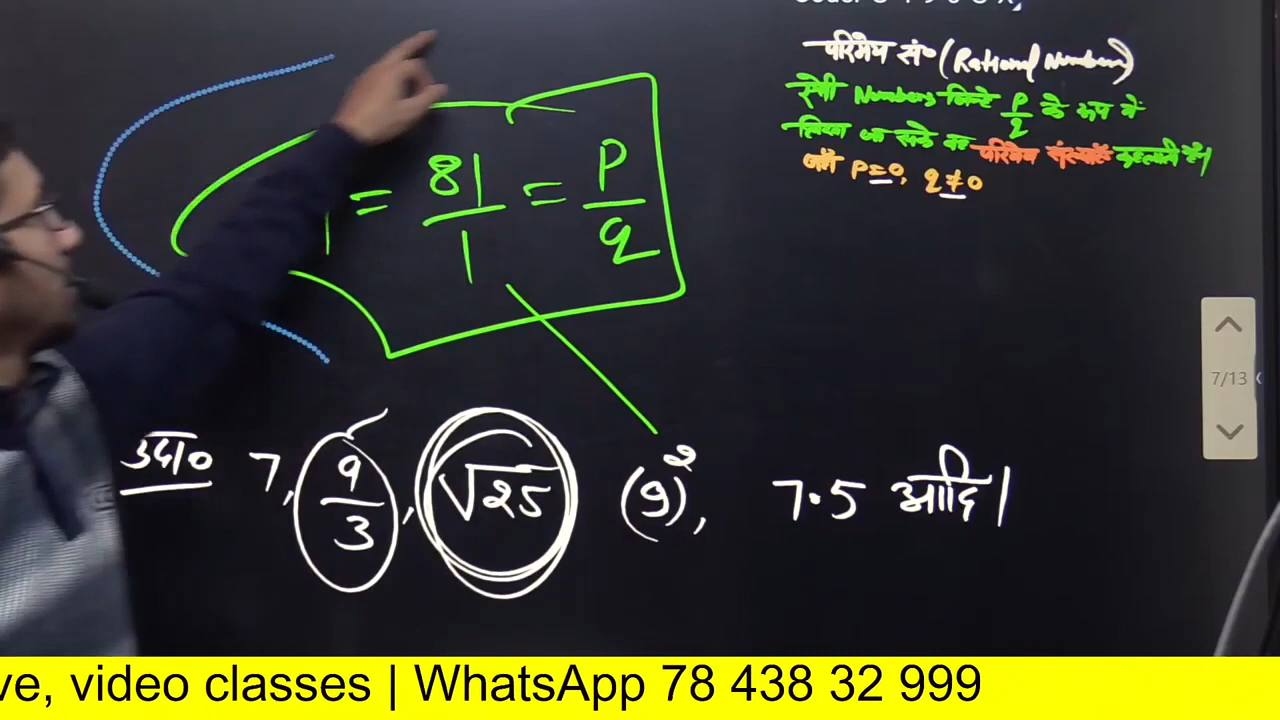 परिमेय सं० (Rational Numbers)
ऐसी Numbers जिन्हें P/q के रूप में
लिखा जा सके वह परिमेय संख्याएँ कहलाती हैं।
जहाँ P=0, q≠0
= 81/1 = P/q
7/13
उदा० 7, 9/3, √25 (9)², 7.5 आदि।
ve, video classes | WhatsApp 78 438 32 999